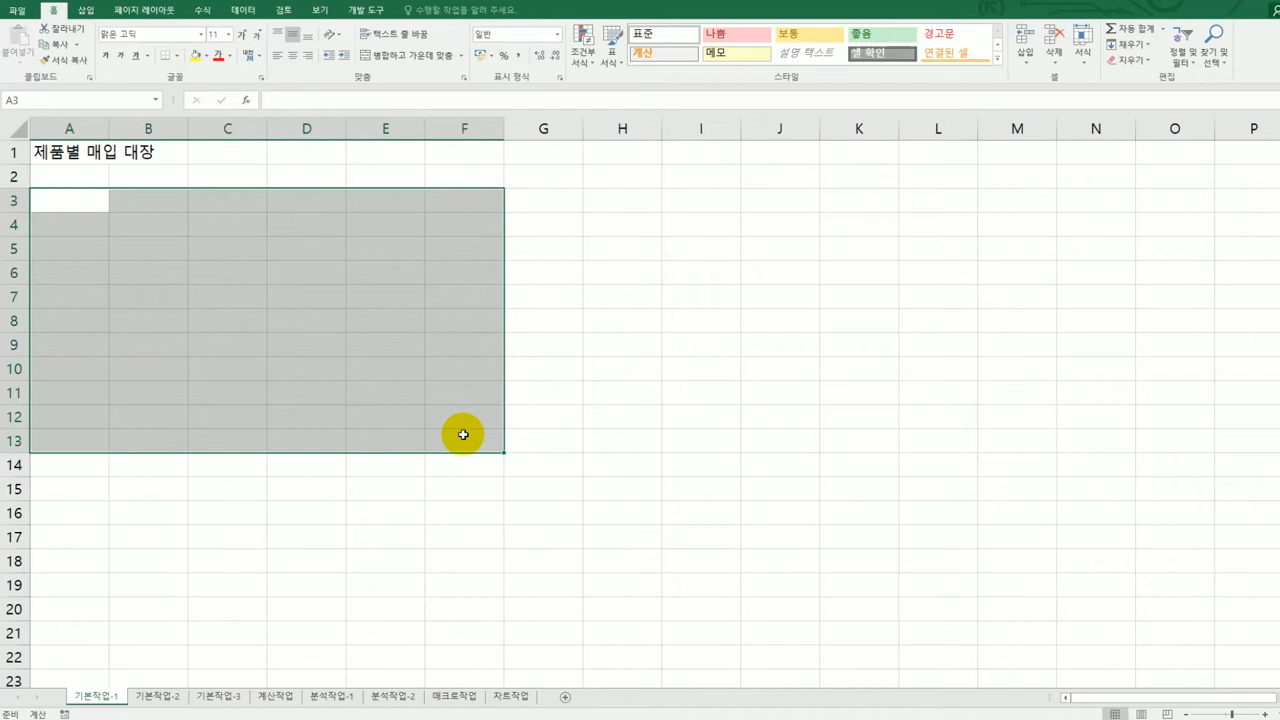 파일 홈 삽입 페이지 레이아웃 수식 데이터 검토 보기 개발 도구 수행할 작업을 알려 주세요.
잘라내기 맑은 고딕 11 텍스트 줄 바꿈 일반 표준 나쁨 보통 좋음 경고문 자동 합계
붙여넣기 복사 조건부 서식 표 서식 삽입 삭제 서식 채우기 정렬 및 필터 찾기 및 선택
서식 복사 가 가 가 병합하고 가운데 맞춤 % 계산 메모 설명 텍스트 셀 확인 연결된 셀 지우기
클립보드 글꼴 맞춤 표시 형식 스타일 셀 편집
A3 fx
A B C D E F G H I J K L M N O P
1 제품별 매입 대장
2
3
4
5
6
7
8
9
10
11
12
13
14
15
16
17
18
19
20
21
22
23
기본작업-1 기본작업-2 기본작업-3 계산작업 분석작업-1 분석작업-2 매크로작업 차트작업
준비 계산